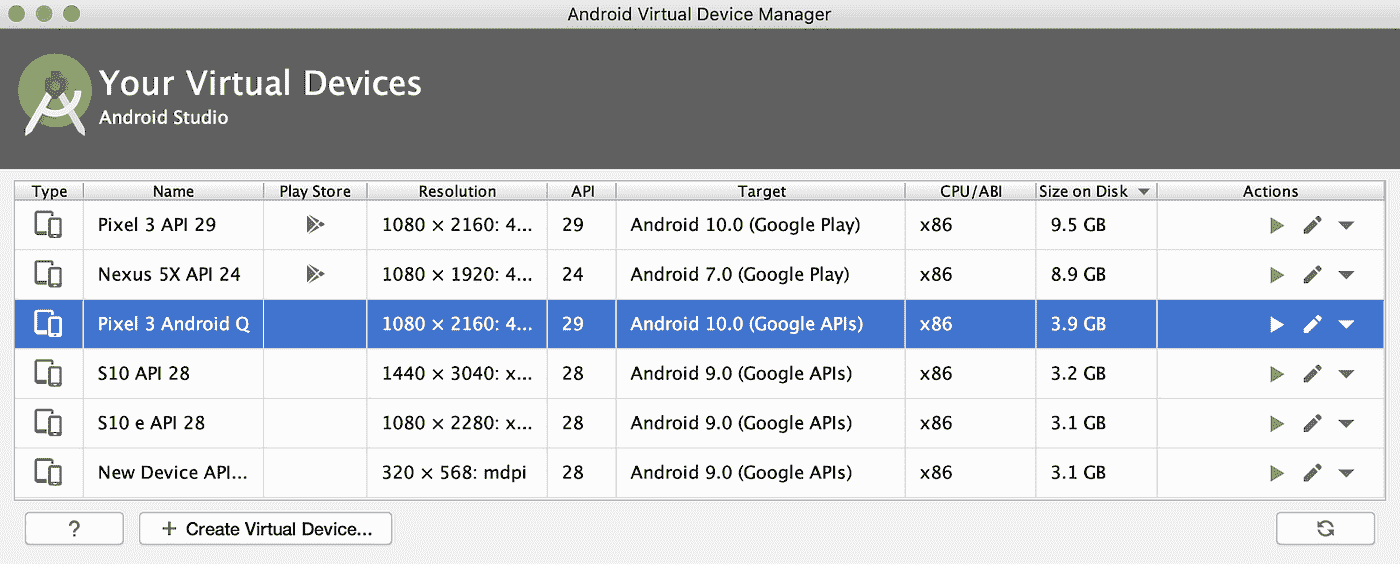 Android Virtual Device Manager
Your Virtual Devices
Android Studio
Type Name Play Store Resolution API Target CPU/ABI Size on Disk Actions
Pixel 3 API 29 1080 × 2160: 4... 29 Android 10.0 (Google Play) x86 9.5 GB
Nexus 5X API 24 1080 × 1920: 4... 24 Android 7.0 (Google Play) x86 8.9 GB
Pixel 3 Android Q 1080 × 2160: 4... 29 Android 10.0 (Google APIs) x86 3.9 GB
S10 API 28 1440 × 3040: x... 28 Android 9.0 (Google APIs) x86 3.2 GB
S10 e API 28 1080 × 2280: x... 28 Android 9.0 (Google APIs) x86 3.1 GB
New Device API... 320 × 568: mdpi 28 Android 9.0 (Google APIs) x86 3.1 GB
? + Create Virtual Device...